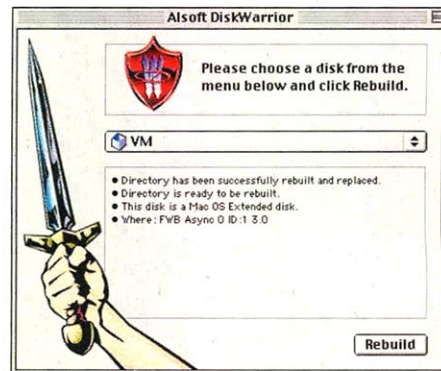 Alsoft DiskWarrior
Please choose a disk from the
menu below and click Rebuild.
VM
• Directory has been successfully rebuilt and replaced.
• Directory is ready to be rebuilt.
• This disk is a Mac OS Extended disk.
• Where: FWB Async 0 ID:1 3.0
Rebuild